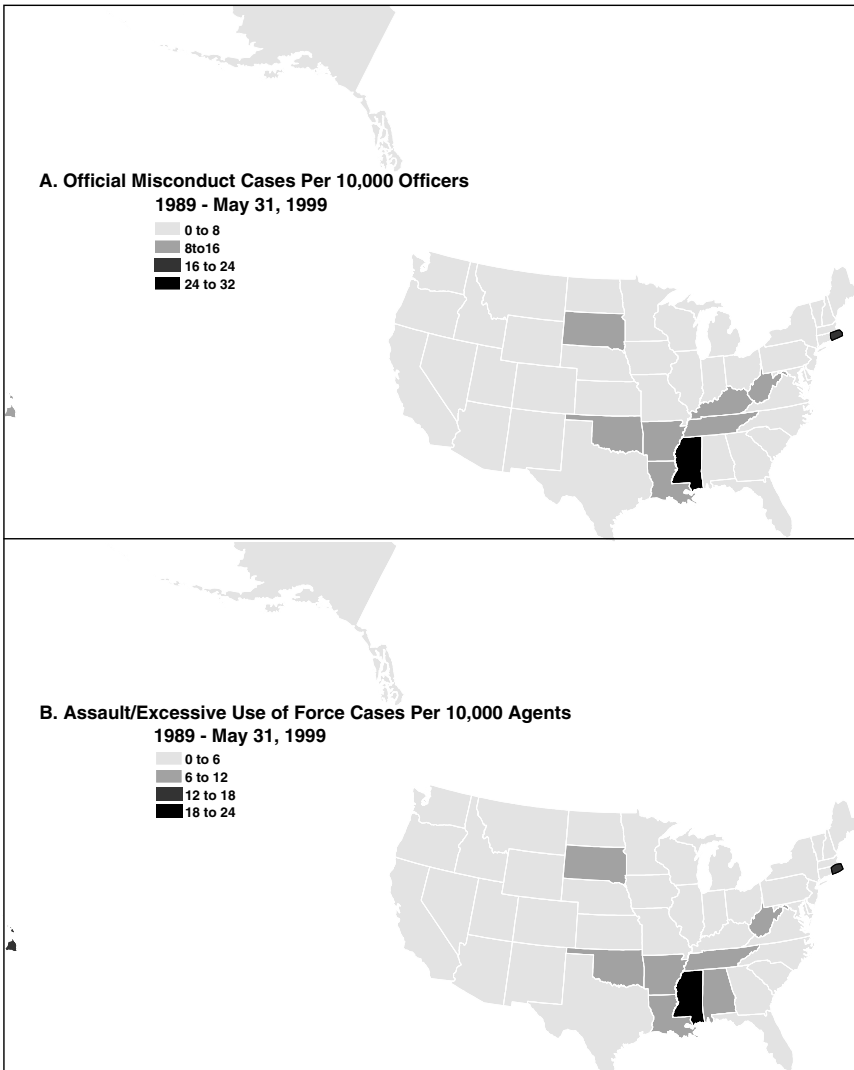 A. Official Misconduct Cases Per 10,000 Officers
1989 - May 31, 1999
0 to 8
8to16
16 to 24
24 to 32
B. Assault/Excessive Use of Force Cases Per 10,000 Agents
1989 - May 31, 1999
0 to 6
6 to 12
12 to 18
18 to 24